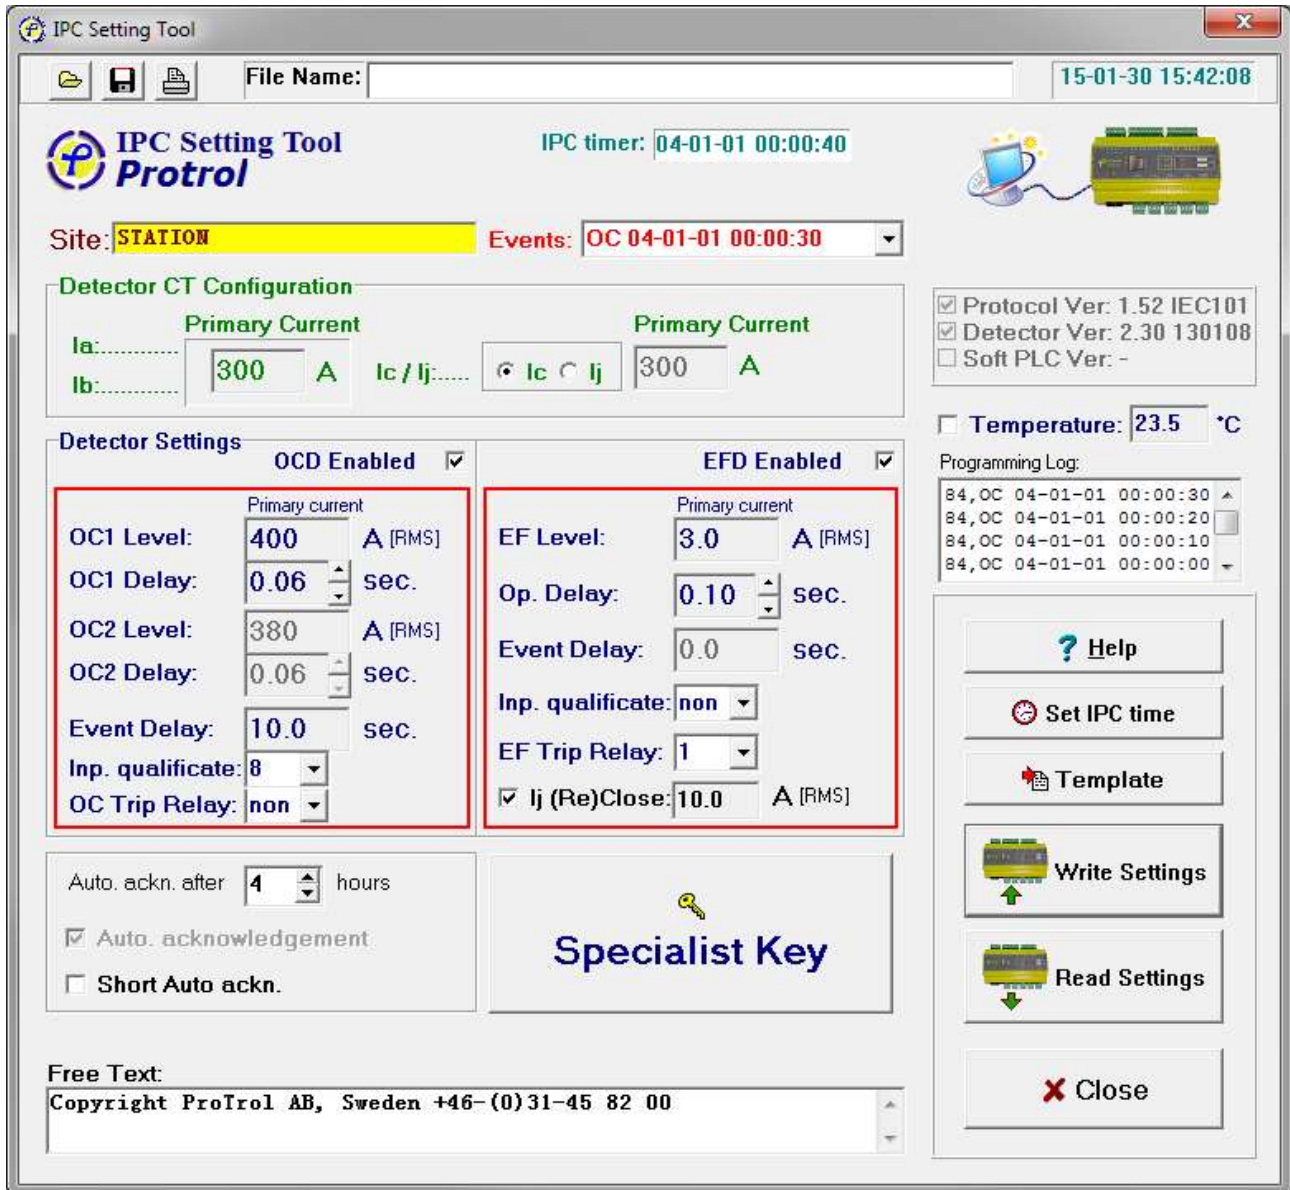 IPC Setting Tool
File Name: 15-01-30 15:42:08
IPC Setting Tool
Protrol
IPC timer: 04-01-01 00:00:40
Site: STATION Events: OC 04-01-01 00:00:30
Detector CT Configuration
Primary Current Primary Current
Ia:............
Ib:............
300 A Ic / Ij:..... Ic Ij 300 A
Protocol Ver: 1.52 IEC101
Detector Ver: 2.30 130108
Soft PLC Ver: -
Temperature: 23.5 °C
Programming Log:
84,OC 04-01-01 00:00:30
84,OC 04-01-01 00:00:20
84,OC 04-01-01 00:00:10
84,OC 04-01-01 00:00:00
Detector Settings
OCD Enabled
Primary current
OC1 Level: 400 A [RMS]
OC1 Delay: 0.06 sec.
OC2 Level: 380 A [RMS]
OC2 Delay: 0.06 sec.
Event Delay: 10.0 sec.
Inp. qualificate: 8
OC Trip Relay: non
EFD Enabled
Primary current
EF Level: 3.0 A [RMS]
Op. Delay: 0.10 sec.
Event Delay: 0.0 sec.
Inp. qualificate: non
EF Trip Relay: 1
Ij (Re)Close: 10.0 A [RMS]
Auto. ackn. after 4 hours
Auto. acknowledgement
Short Auto ackn.
Specialist Key
? Help
Set IPC time
Template
Write Settings
Read Settings
Close
Free Text:
Copyright ProTrol AB, Sweden +46-(0)31-45 82 00